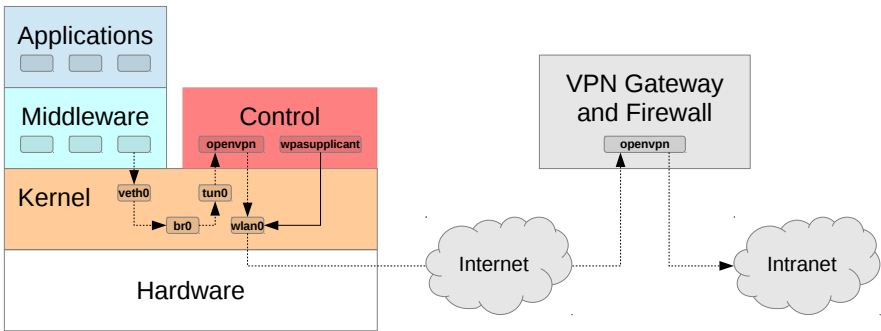 Applications
Middleware
Control
openvpn
wpasupplicant
Kernel
veth0
tun0
br0
wlan0
Hardware
Internet
VPN Gateway
and Firewall
openvpn
Intranet